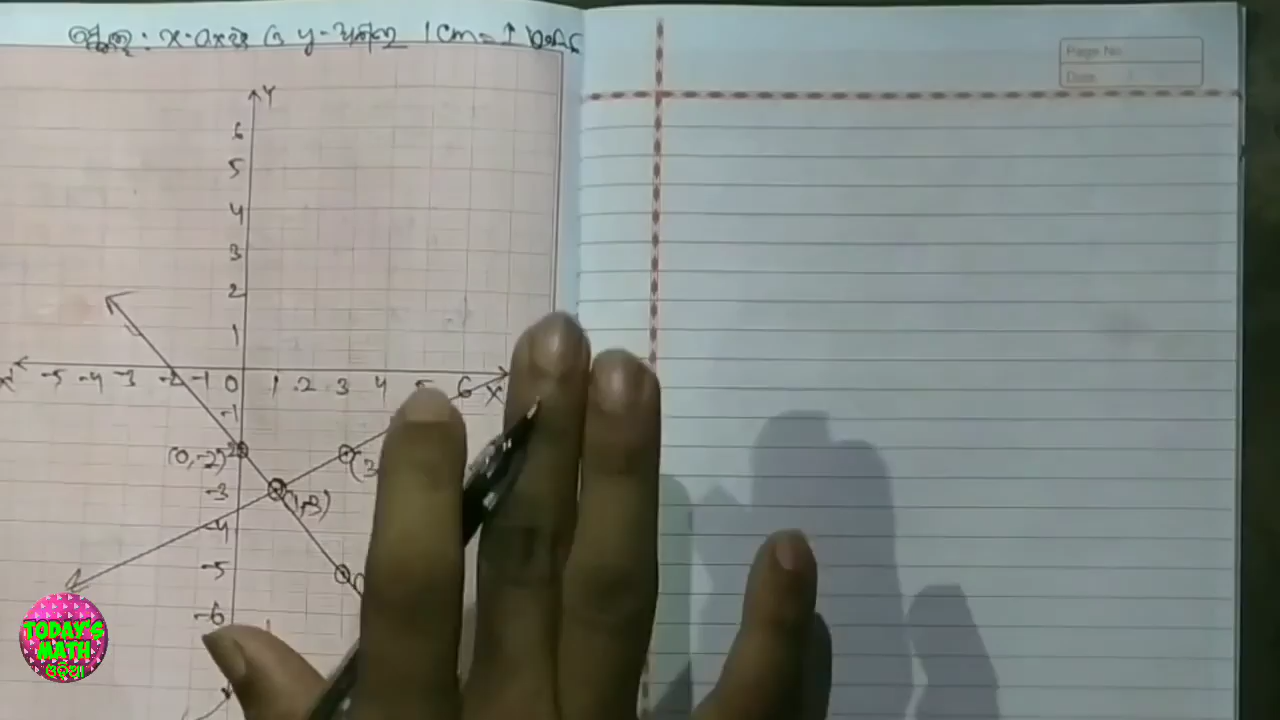 ସ୍କେଲ୍ : x-axis ଓ y-ଅକ୍ଷରେ 1cm = 1
Y
6
5
4
3
2
1
X' -5 -4 -3 -2 -1 0 1 2 3 4 5 6 X
-1
(0,-2) -2
(3
-3 (1,-3)
-4
-5
-6
Page No.
Date
TODAY'S
MATH
ଓଡ଼ିଆ